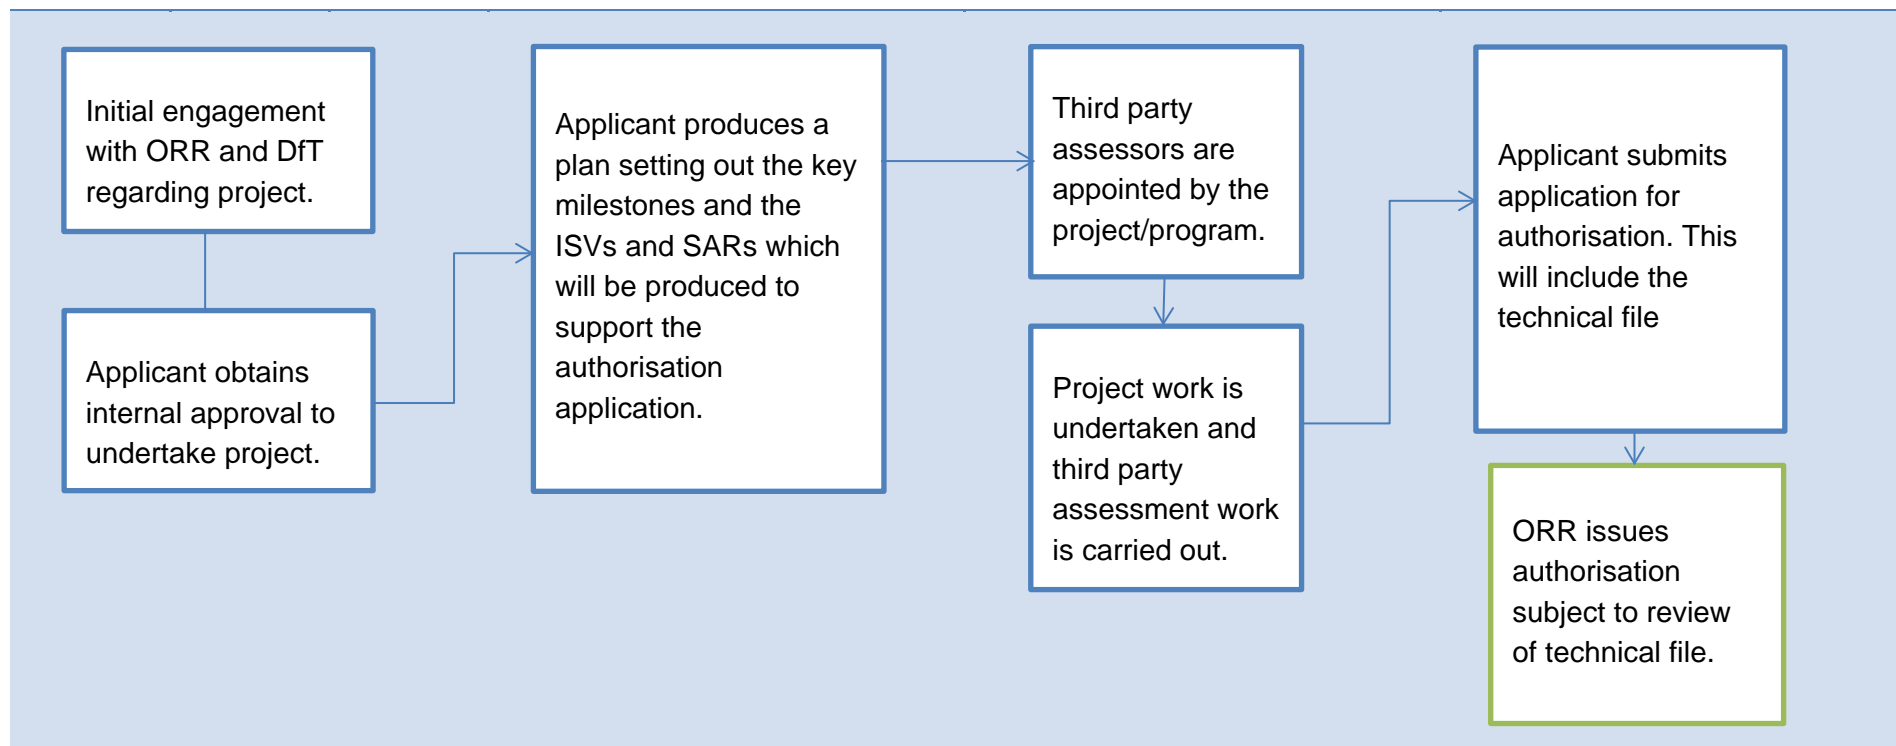 Initial engagement
with ORR and DfT
regarding project.
Applicant obtains
internal approval to
undertake project.
Applicant produces a
plan setting out the key
milestones and the
ISVs and SARs which
will be produced to
support the
authorisation
application.
Third party
assessors are
appointed by the
project/program.
Project work is
undertaken and
third party
assessment work
is carried out.
Applicant submits
application for
authorisation. This
will include the
technical file
ORR issues
authorisation
subject to review
of technical file.